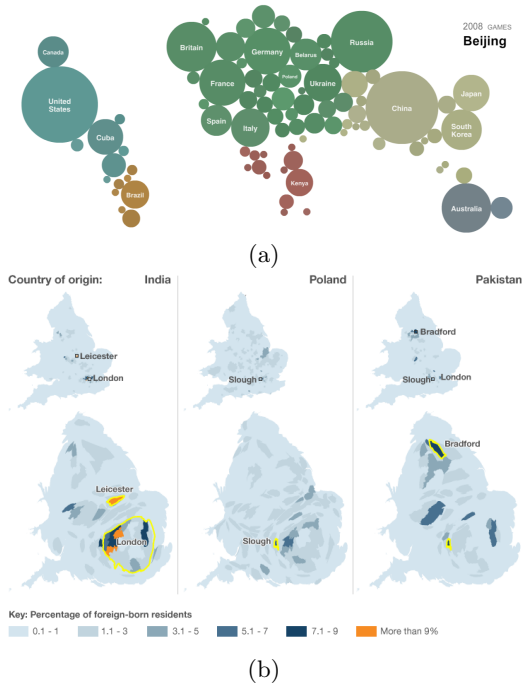 2008 GAMES
Beijing
Canada
United
States
Cuba
Brazil
Britain
Germany
Belarus
Russia
France
Poland
Ukraine
Spain
Italy
Kenya
China
Japan
South
Korea
Australia
(a)
Country of origin: India
Poland
Pakistan
Leicester
London
Slough
Bradford
Slough
London
Leicester
London
Slough
Bradford
Key: Percentage of foreign-born residents
0.1 - 1
1.1 - 3
3.1 - 5
5.1 - 7
7.1 - 9
More than 9%
(b)